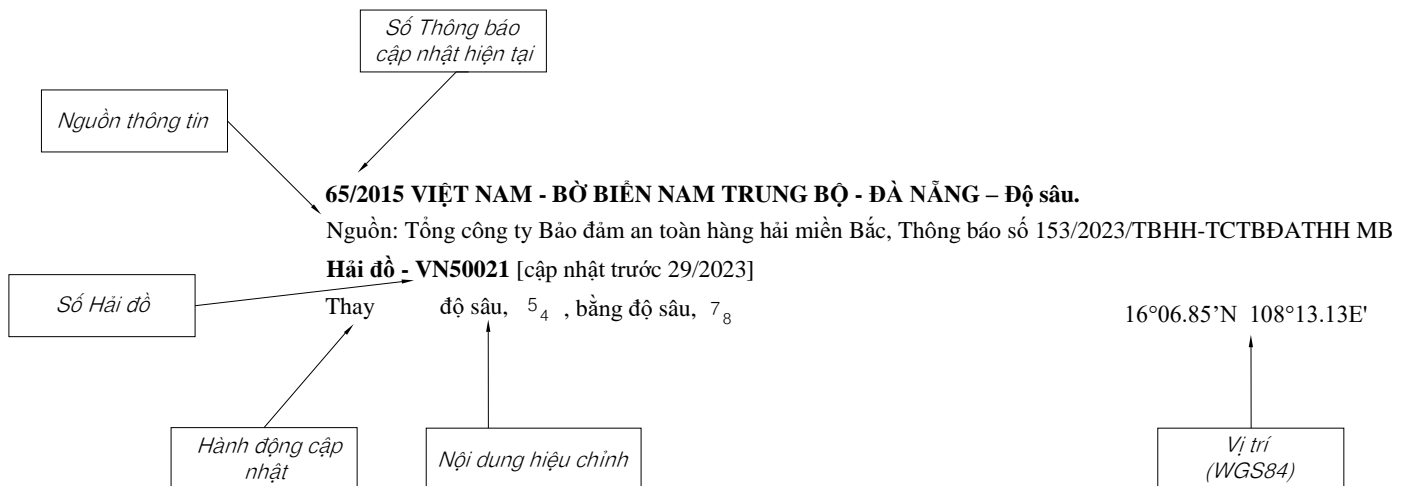 Số Thông báo
cập nhật hiện tại
Nguồn thông tin
65/2015 VIỆT NAM - BỜ BIỂN NAM TRUNG BỘ - ĐÀ NẴNG – Độ sâu.
Nguồn: Tổng công ty Bảo đảm an toàn hàng hải miền Bắc, Thông báo số 153/2023/TBHH-TCTBĐATHH MB
Hải đồ - VN50021 [cập nhật trước 29/2023]
Số Hải đồ
Thay độ sâu, 5₄ , bằng độ sâu, 7₈ 16°06.85’N 108°13.13E'
Hành động cập
nhật
Nội dung hiệu chỉnh
Vị trí
(WGS84)